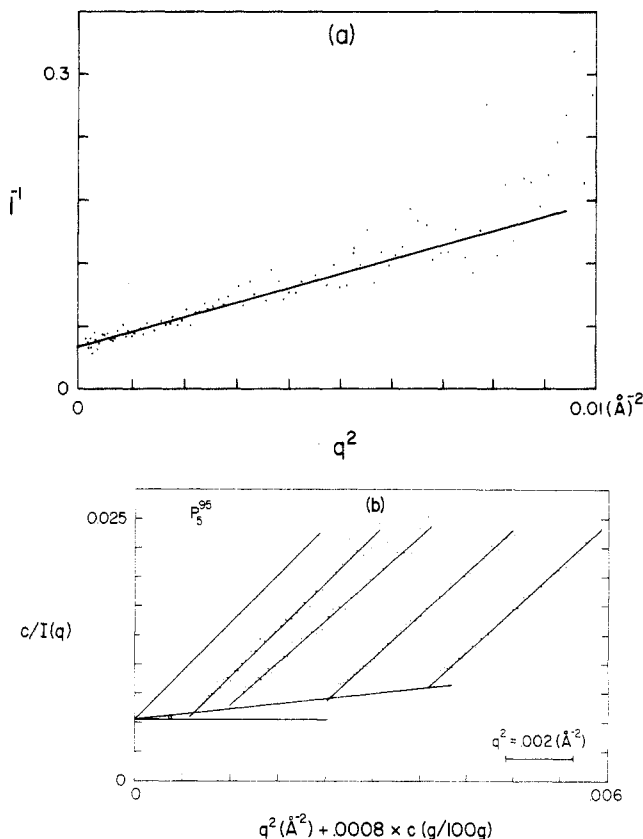 (a)
0.3
I⁻¹
0
0
0.01 (Å)⁻²
q²
P₅⁹⁵
(b)
0.025
c/I(q)
q² = .002 (Å⁻²)
0
0
.006
q² (Å⁻²) + .0008 × c (g/100g)